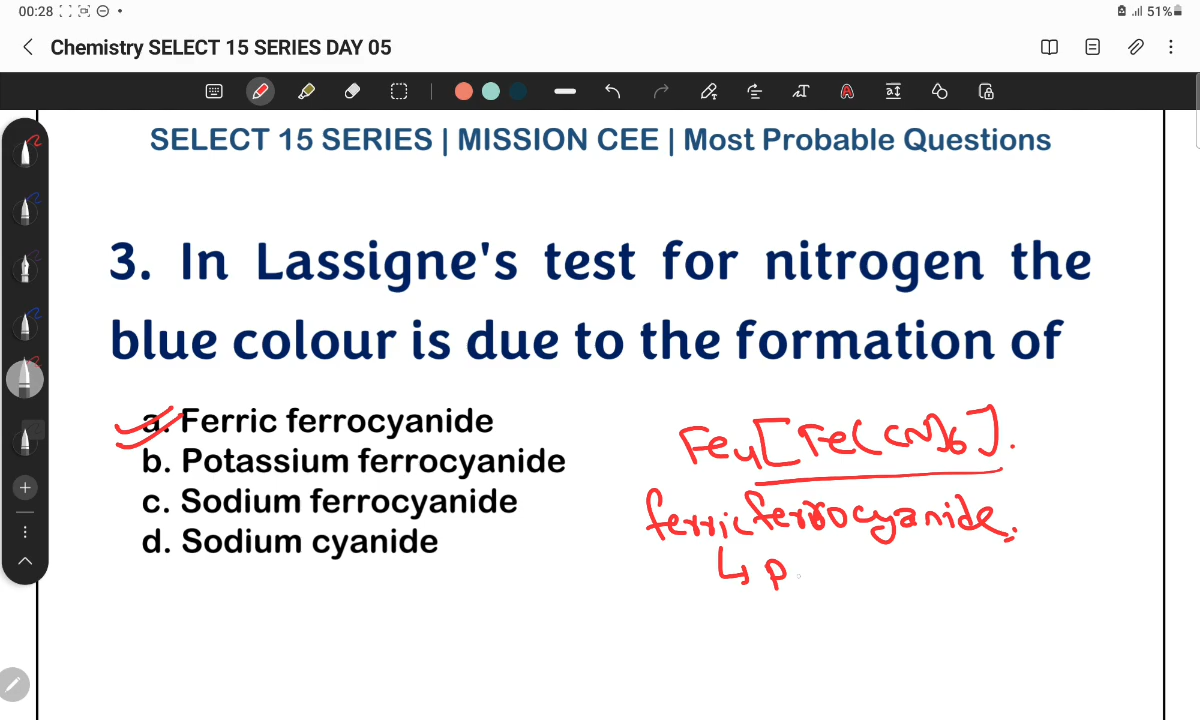 00:28
51%
Chemistry SELECT 15 SERIES DAY 05
SELECT 15 SERIES | MISSION CEE | Most Probable Questions
3. In Lassigne's test for nitrogen the
blue colour is due to the formation of
a. Ferric ferrocyanide
b. Potassium ferrocyanide
c. Sodium ferrocyanide
d. Sodium cyanide
Fe4[Fe(CN)6].
ferric ferrocyanide.
↳ P